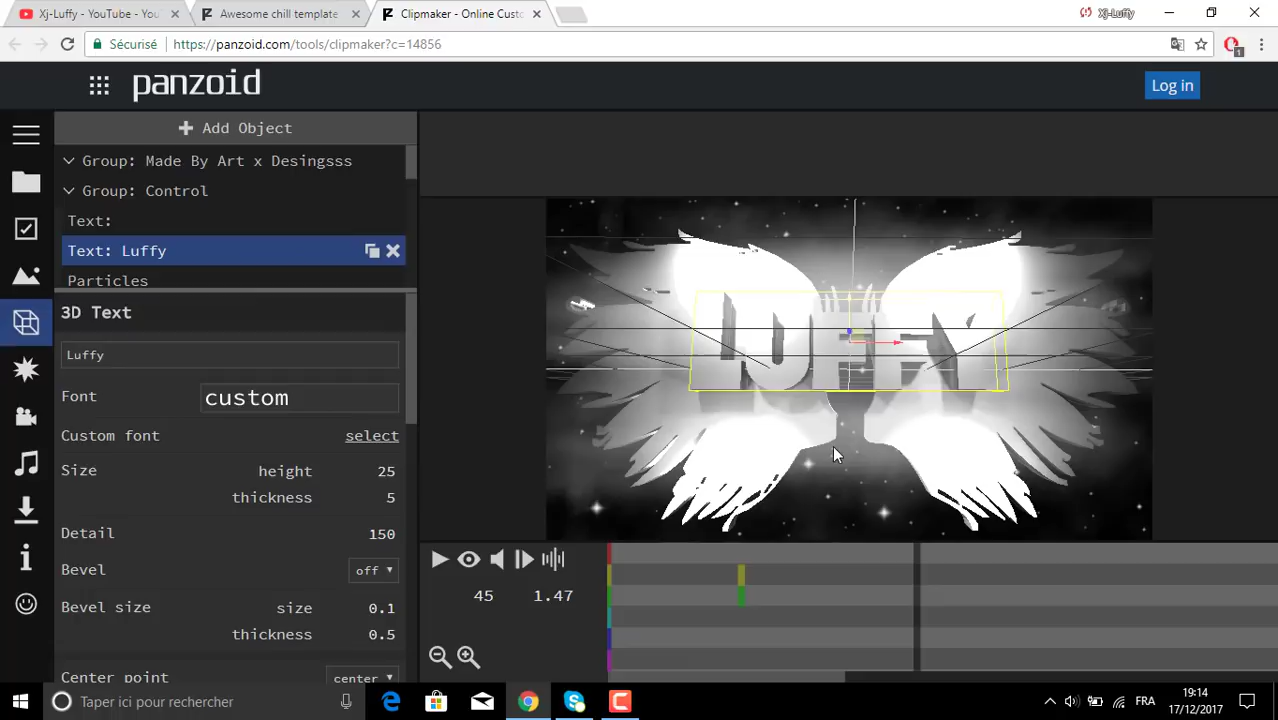 Xj-Luffy - YouTube - You
Awesome chill template
Clipmaker - Online Custo
Xj-Luffy
Sécurisé
https://panzoid.com/tools/clipmaker?c=14856
1
panzoid
Log in
Add Object
Group: Made By Art x Desingsss
Group: Control
Text:
Text: Luffy
Particles
3D Text
Luffy
Font
custom
Custom font
select
Size
height
25
thickness
5
Detail
150
Bevel
off
Bevel size
size
0.1
thickness
0.5
Center point
center
LUFFY
45
1.47
Taper ici pour rechercher
FRA
19:14
17/12/2017